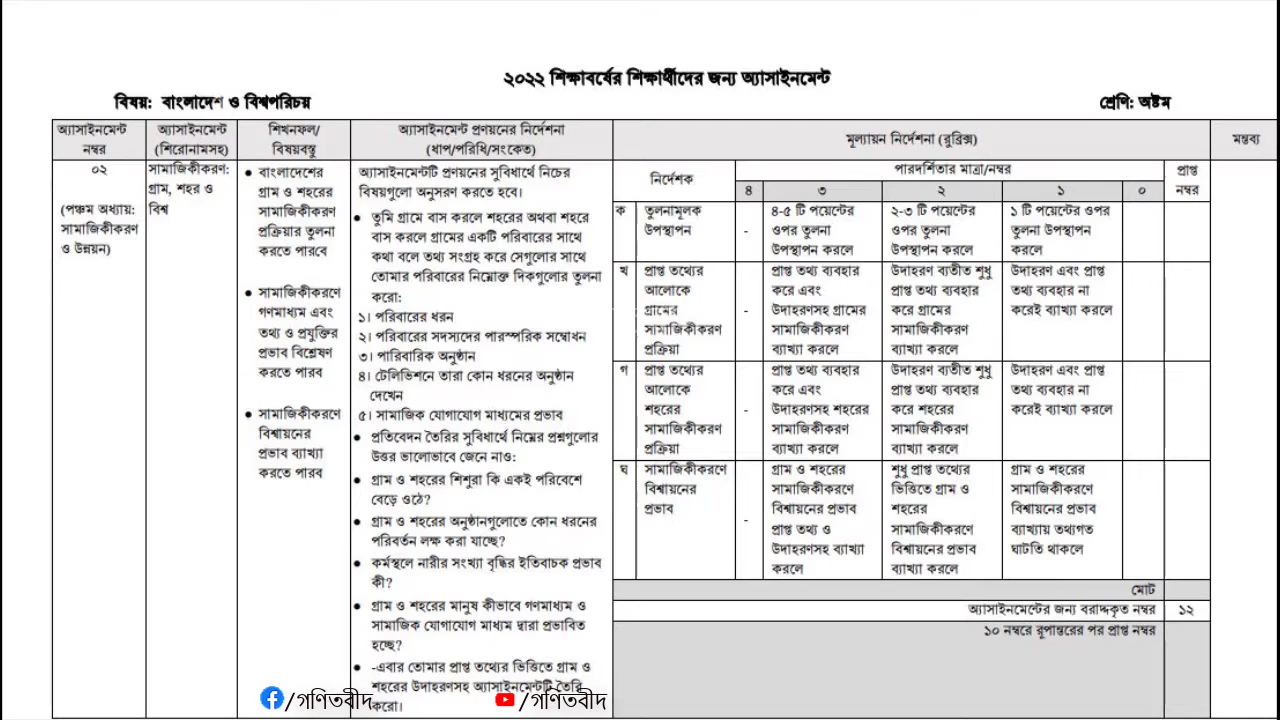 ২০২২ শিক্ষাবর্ষের শিক্ষার্থীদের জন্য অ্যাসাইনমেন্ট
বিষয়: বাংলাদেশ ও বিশ্বপরিচয়
শ্রেণি: অষ্টম
অ্যাসাইনমেন্ট
নম্বর
অ্যাসাইনমেন্ট
(শিরোনামসহ)
শিখনফল/
বিষয়বস্তু
অ্যাসাইনমেন্ট প্রণয়নের নির্দেশনা
(ধাপ/পরিধি/সংকেত)
মূল্যায়ন নির্দেশনা (রুব্রিক্স)
মন্তব্য
০২
(পঞ্চম অধ্যায়:
সামাজিকীকরণ
ও উন্নয়ন)
সামাজিকীকরণ:
গ্রাম, শহর ও
বিশ্ব
● বাংলাদেশের
গ্রাম ও শহরের
সামাজিকীকরণ
প্রক্রিয়ার তুলনা
করতে পারবে
● সামাজিকীকরণে
গণমাধ্যম এবং
তথ্য ও প্রযুক্তির
প্রভাব বিশ্লেষণ
করতে পারব
● সামাজিকীকরণে
বিশ্বায়নের
প্রভাব ব্যাখ্যা
করতে পারব
অ্যাসাইনমেন্টটি প্রণয়নের সুবিধার্থে নিচের
বিষয়গুলো অনুসরণ করতে হবে।
● তুমি গ্রামে বাস করলে শহরের অথবা শহরে
বাস করলে গ্রামের একটি পরিবারের সাথে
কথা বলে তথ্য সংগ্রহ করে সেগুলোর সাথে
তোমার পরিবারের নিম্নোক্ত দিকগুলোর তুলনা
করো:
১। পরিবারের ধরন
২। পরিবারের সদস্যদের পারস্পরিক সম্বোধন
৩। পারিবারিক অনুষ্ঠান
৪। টেলিভিশনে তারা কোন ধরনের অনুষ্ঠান
দেখেন
৫। সামাজিক যোগাযোগ মাধ্যমের প্রভাব
● প্রতিবেদন তৈরির সুবিধার্থে নিম্নের প্রশ্নগুলোর
উত্তর ভালোভাবে জেনে নাও:
● গ্রাম ও শহরের শিশুরা কি একই পরিবেশে
বেড়ে ওঠে?
● গ্রাম ও শহরের অনুষ্ঠানগুলোতে কোন ধরনের
পরিবর্তন লক্ষ করা যাচ্ছে?
● কর্মস্থলে নারীর সংখ্যা বৃদ্ধির ইতিবাচক প্রভাব
কী?
● গ্রাম ও শহরের মানুষ কীভাবে গণমাধ্যম ও
সামাজিক যোগাযোগ মাধ্যম দ্বারা প্রভাবিত
হচ্ছে?
● -এবার তোমার প্রাপ্ত তথ্যের ভিত্তিতে গ্রাম ও
শহরের উদাহরণসহ অ্যাসাইনমেন্টটি তৈরি
করো।
নির্দেশক
পারদর্শিতার মাত্রা/নম্বর
প্রাপ্ত
নম্বর
৪ ৩ ২ ১ ০
ক
তুলনামূলক
উপস্থাপন
-
৪-৫ টি পয়েন্টের
ওপর তুলনা
উপস্থাপন করলে
২-৩ টি পয়েন্টের
ওপর তুলনা
উপস্থাপন করলে
১ টি পয়েন্টের ওপর
তুলনা উপস্থাপন
করলে
খ
প্রাপ্ত তথ্যের
আলোকে
গ্রামের
সামাজিকীকরণ
প্রক্রিয়া
-
প্রাপ্ত তথ্য ব্যবহার
করে এবং
উদাহরণসহ গ্রামের
সামাজিকীকরণ
ব্যাখ্যা করলে
উদাহরণ ব্যতীত শুধু
প্রাপ্ত তথ্য ব্যবহার
করে গ্রামের
সামাজিকীকরণ
ব্যাখ্যা করলে
উদাহরণ এবং প্রাপ্ত
তথ্য ব্যবহার না
করেই ব্যাখ্যা করলে
গ
প্রাপ্ত তথ্যের
আলোকে
শহরের
সামাজিকীকরণ
প্রক্রিয়া
-
প্রাপ্ত তথ্য ব্যবহার
করে এবং
উদাহরণসহ শহরের
সামাজিকীকরণ
ব্যাখ্যা করলে
উদাহরণ ব্যতীত শুধু
প্রাপ্ত তথ্য ব্যবহার
করে শহরের
সামাজিকীকরণ
ব্যাখ্যা করলে
উদাহরণ এবং প্রাপ্ত
তথ্য ব্যবহার না
করেই ব্যাখ্যা করলে
ঘ
সামাজিকীকরণে
বিশ্বায়নের
প্রভাব
-
গ্রাম ও শহরের
সামাজিকীকরণে
বিশ্বায়নের প্রভাব
প্রাপ্ত তথ্য ও
উদাহরণসহ ব্যাখ্যা
করলে
শুধু প্রাপ্ত তথ্যের
ভিত্তিতে গ্রাম ও
শহরের
সামাজিকীকরণে
বিশ্বায়নের প্রভাব
ব্যাখ্যা করলে
গ্রাম ও শহরের
সামাজিকীকরণে
বিশ্বায়নের প্রভাব
ব্যাখ্যায় তথ্যগত
ঘাটতি থাকলে
মোট
অ্যাসাইনমেন্টের জন্য বরাদ্দকৃত নম্বর ১২
১০ নম্বরে রূপান্তরের পর প্রাপ্ত নম্বর
/গণিতবীদ
/গণিতবীদ